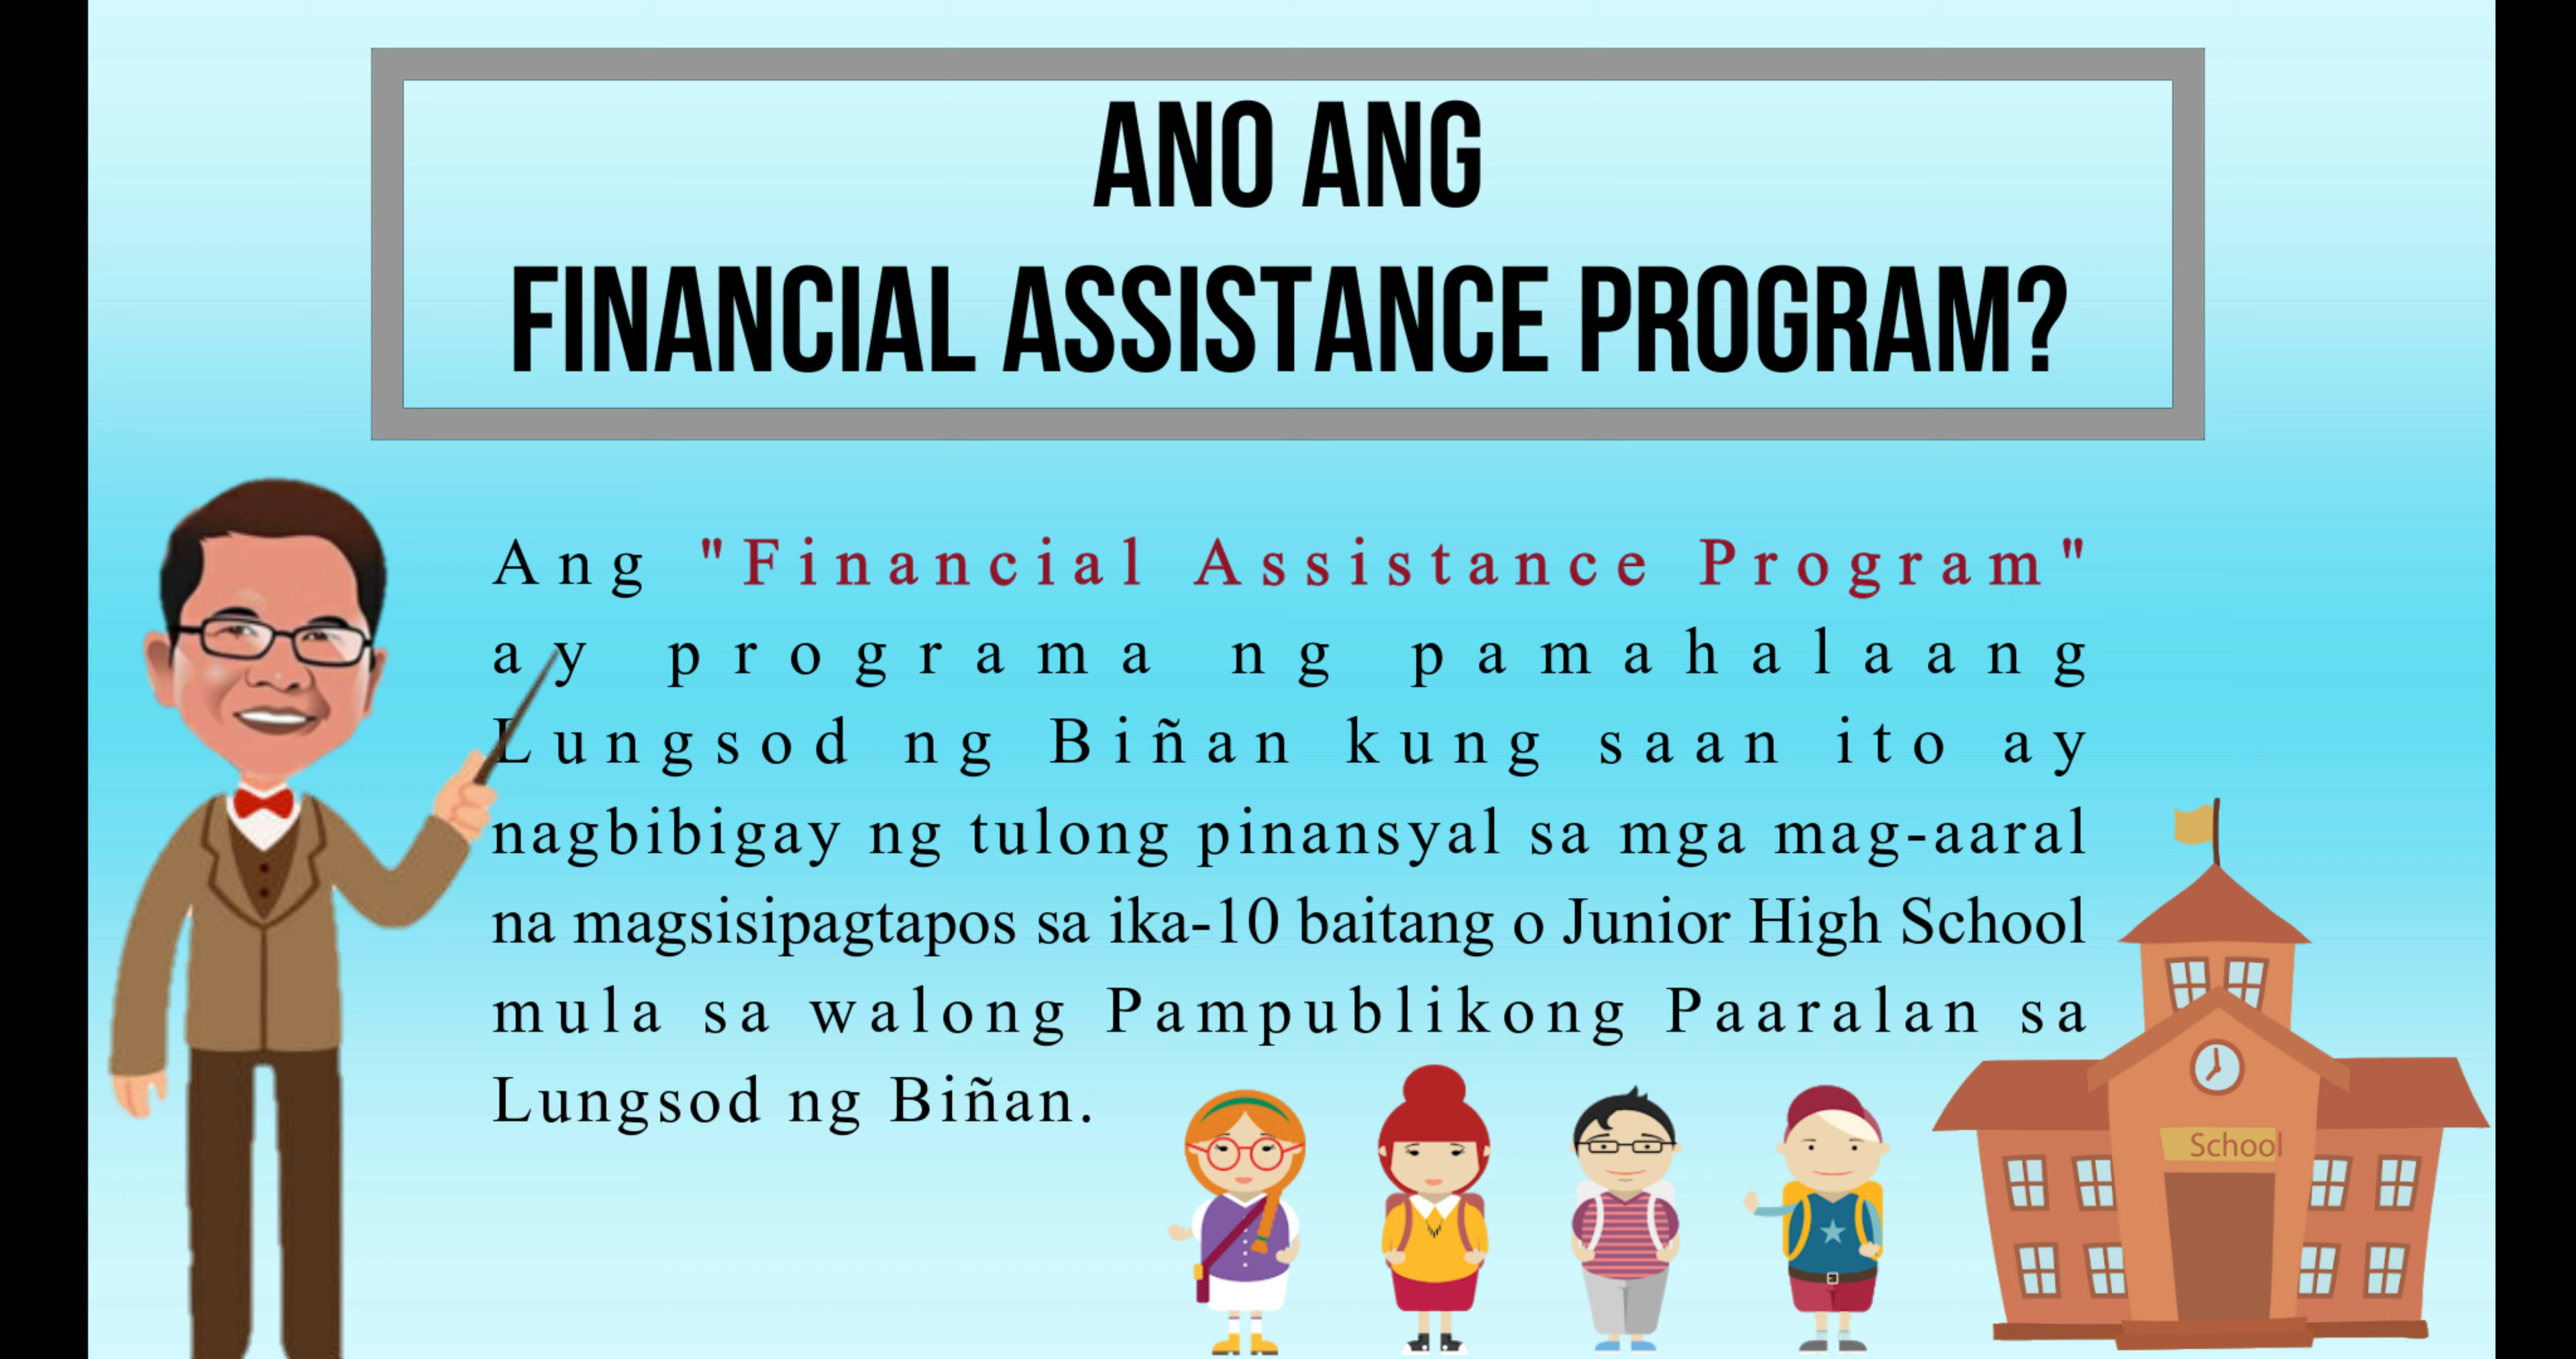 ANO ANG
FINANCIAL ASSISTANCE PROGRAM?
Ang "Financial Assistance Program"
ay programa ng pamahalaang
Lungsod ng Biñan kung saan ito ay
nagbibigay ng tulong pinansyal sa mga mag-aaral
na magsisipagtapos sa ika-10 baitang o Junior High School
mula sa walong Pampublikong Paaralan sa
Lungsod ng Biñan.
School